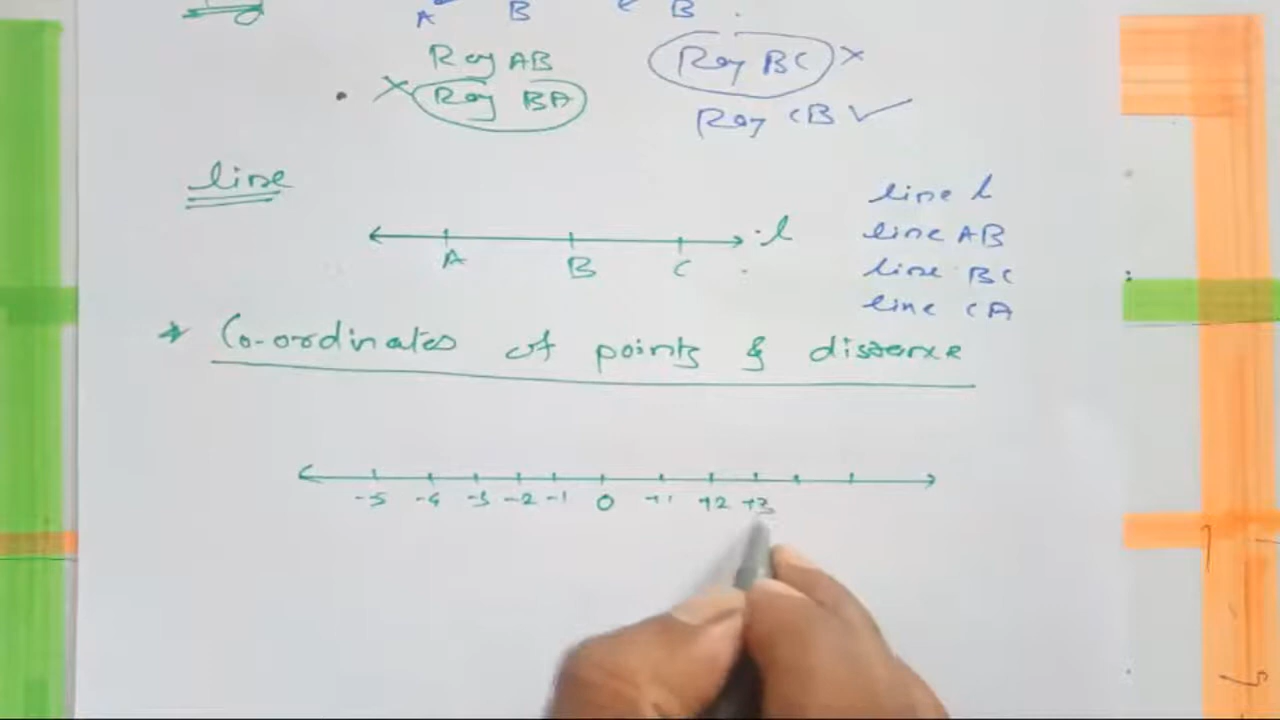 A B B
Ray AB
× Ray BA
Ray BC ×
Ray CB ✓
line
A B C l
line l
line AB
line BC
line CA
* Co-ordinates of points & distance
-5 -4 -3 -2 -1 0 +1 +2 +3